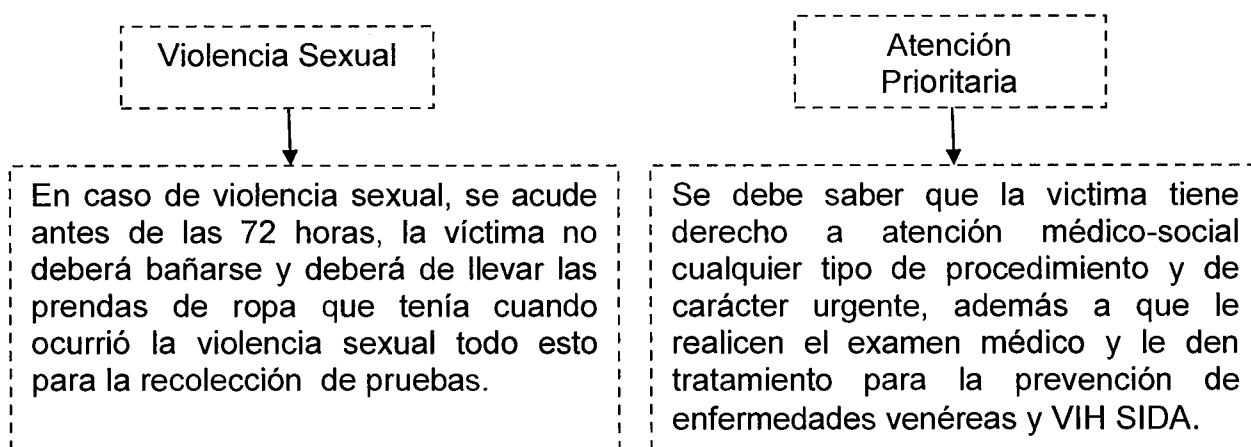 Violencia Sexual
En caso de violencia sexual, se acude
antes de las 72 horas, la víctima no
deberá bañarse y deberá de llevar las
prendas de ropa que tenía cuando
ocurrió la violencia sexual todo esto
para la recolección de pruebas.
Atención
Prioritaria
Se debe saber que la victima tiene
derecho a atención médico-social
cualquier tipo de procedimiento y de
carácter urgente, además a que le
realicen el examen médico y le den
tratamiento para la prevención de
enfermedades venéreas y VIH SIDA.